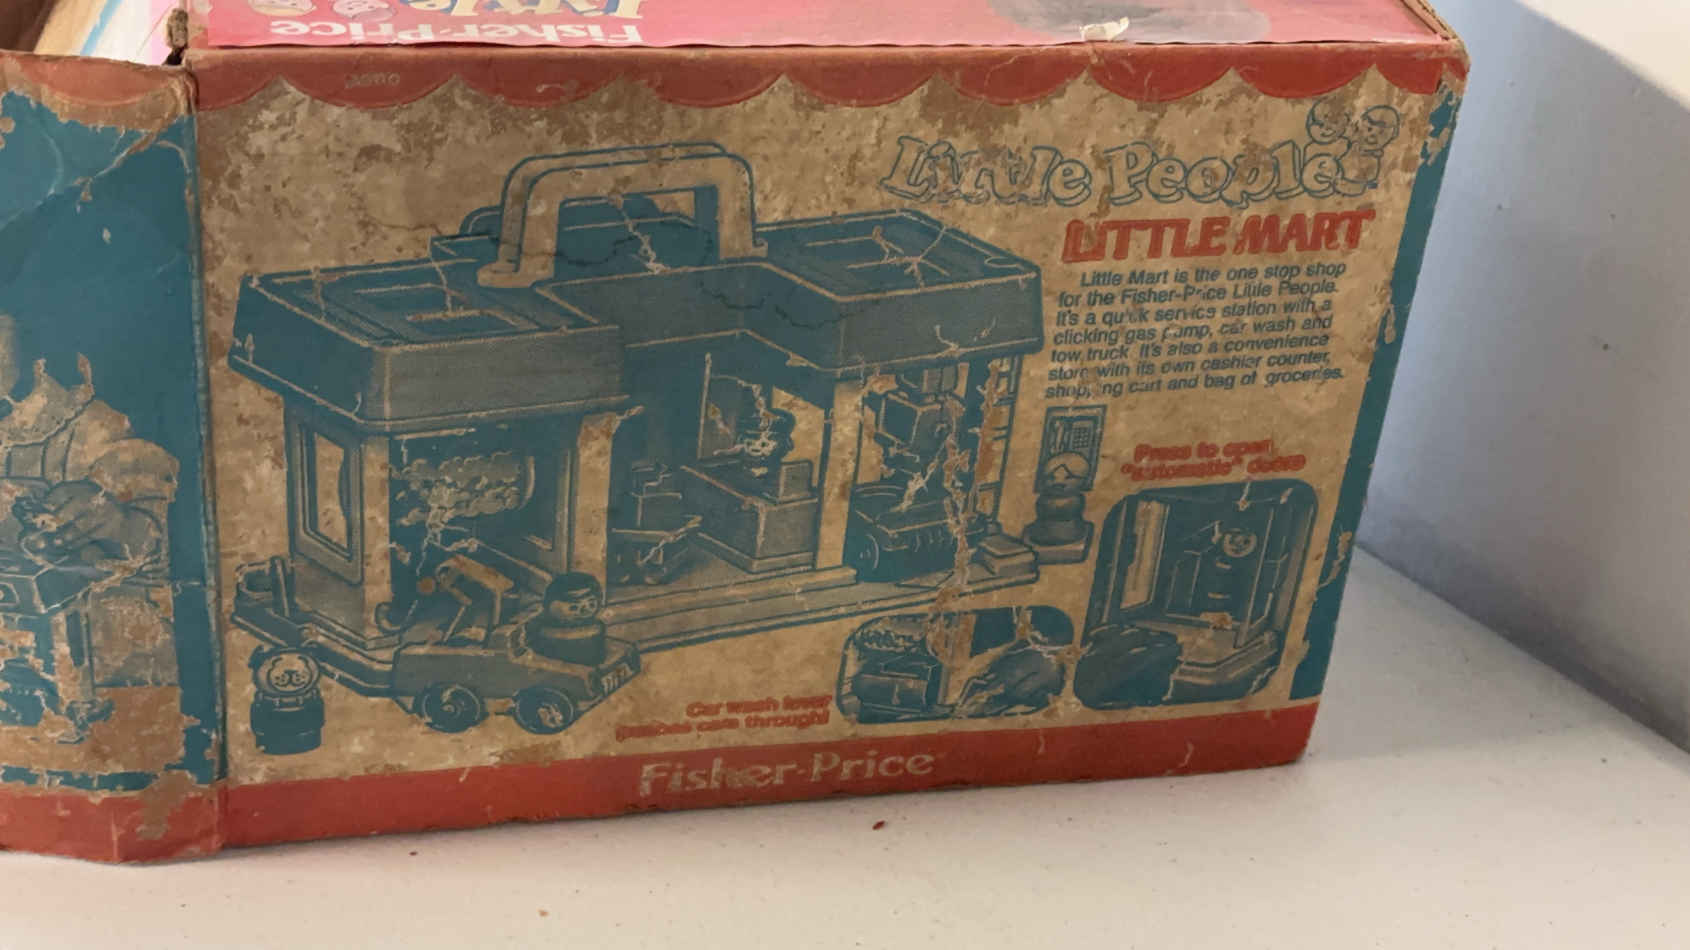 Fisher-Price
Little
Little People
LITTLE MART
Little Mart is the one stop shop
for the Fisher-Price Little People.
It's a quick service station with a
clicking gas pump, car wash and
tow truck. It's also a convenience
store with its own cashier counter,
shopping cart and bag of groceries.
Press to open
"automatic" doors
Car wash lever
pushes cars through!
Fisher-Price